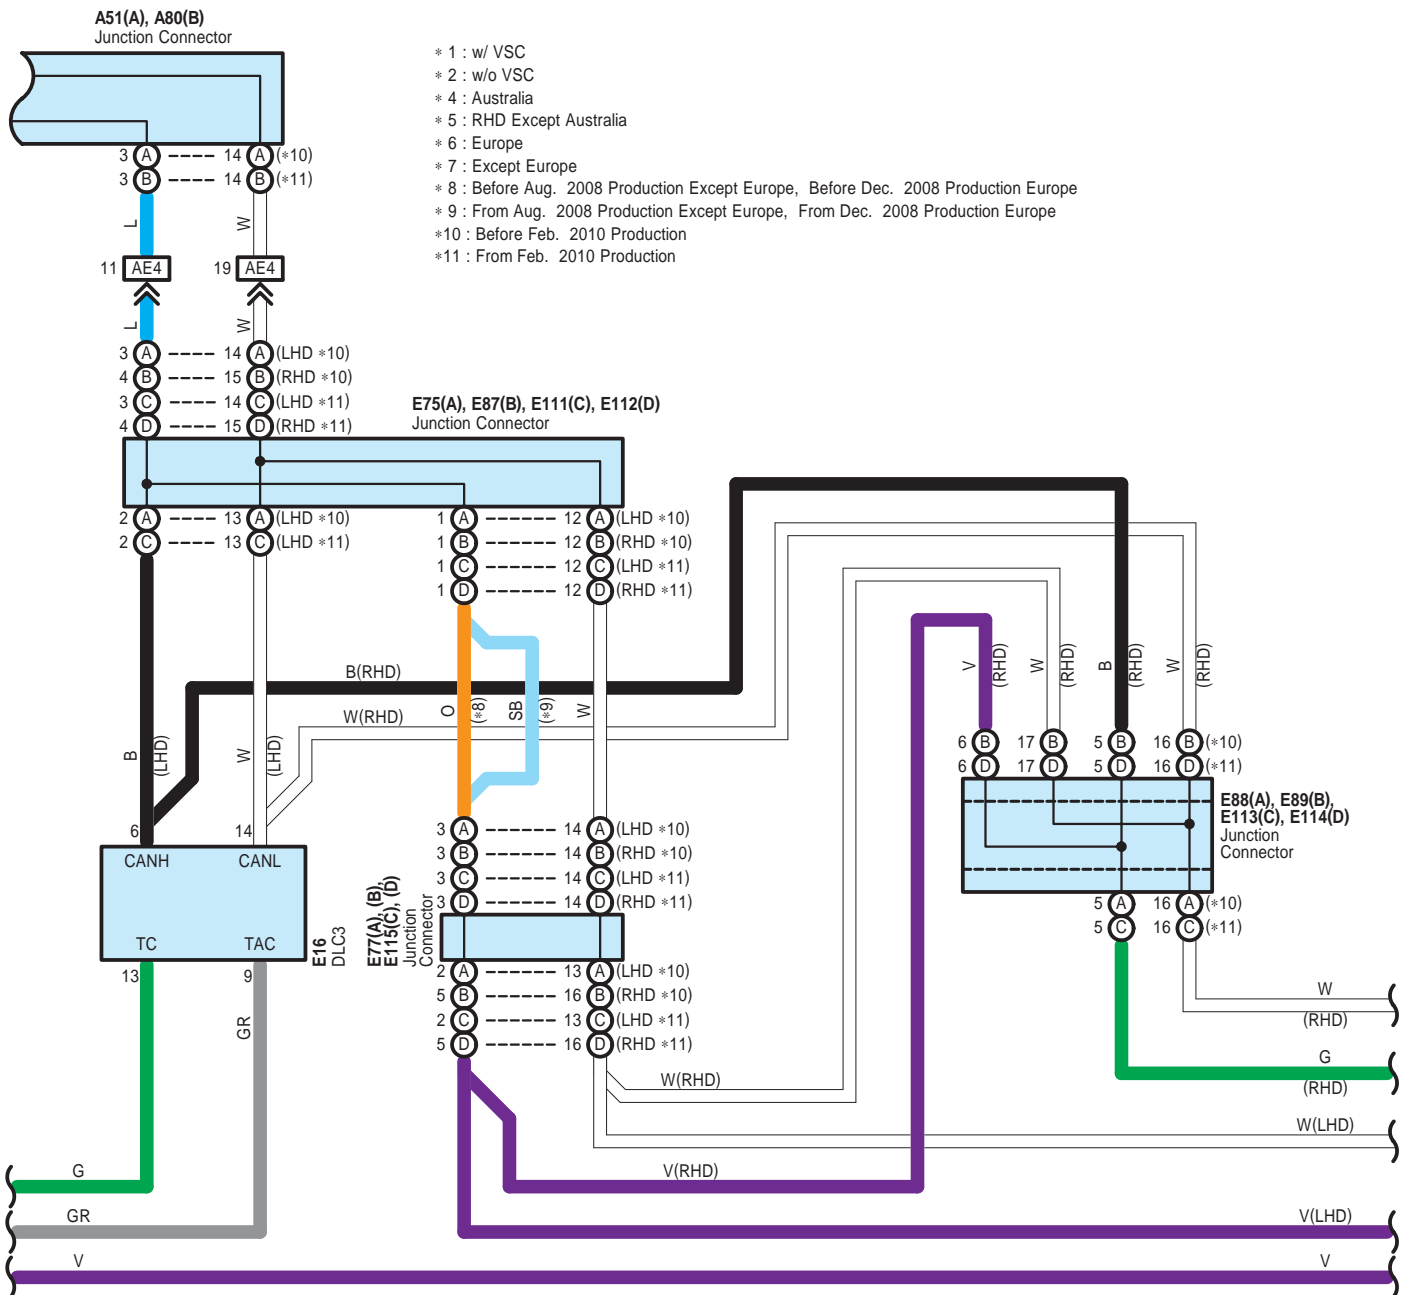 A51(A), A80(B)
Junction Connector
∗ 1 : w/ VSC
∗ 2 : w/o VSC
∗ 4 : Australia
∗ 5 : RHD Except Australia
∗ 6 : Europe
∗ 7 : Except Europe
∗ 8 : Before Aug. 2008 Production Except Europe, Before Dec. 2008 Production Europe
∗ 9 : From Aug. 2008 Production Except Europe, From Dec. 2008 Production Europe
∗10 : Before Feb. 2010 Production
∗11 : From Feb. 2010 Production
3 A 14 A (∗10)
3 B 14 B (∗11)
L W
11 AE4 19 AE4
L W
3 A 14 A (LHD ∗10)
4 B 15 B (RHD ∗10)
3 C 14 C (LHD ∗11)
4 D 15 D (RHD ∗11)
E75(A), E87(B), E111(C), E112(D)
Junction Connector
2 A 13 A (LHD ∗10)
2 C 13 C (LHD ∗11)
1 A 12 A (LHD ∗10)
1 B 12 B (RHD ∗10)
1 C 12 C (LHD ∗11)
1 D 12 D (RHD ∗11)
B(RHD)
W(RHD)
O (∗8) SB (∗9) W
B (LHD) W (LHD)
V (RHD) W (RHD) B (RHD) W (RHD)
6 B 17 B 5 B 16 B (∗10)
6 D 17 D 5 D 16 D (∗11)
E88(A), E89(B),
E113(C), E114(D)
Junction
Connector
5 A 16 A (∗10)
5 C 16 C (∗11)
6 14
CANH CANL
TC TAC
13 9
E16
DLC3
GR
3 A 14 A (LHD ∗10)
3 B 14 B (RHD ∗10)
3 C 14 C (LHD ∗11)
3 D 14 D (RHD ∗11)
E77(A), (B),
E115(C), (D)
Junction
Connector
2 A 13 A (LHD ∗10)
5 B 16 B (RHD ∗10)
2 C 13 C (LHD ∗11)
5 D 16 D (RHD ∗11)
W
(RHD)
G
(RHD)
W(RHD)
W(LHD)
G
V(RHD)
GR
V(LHD)
V V